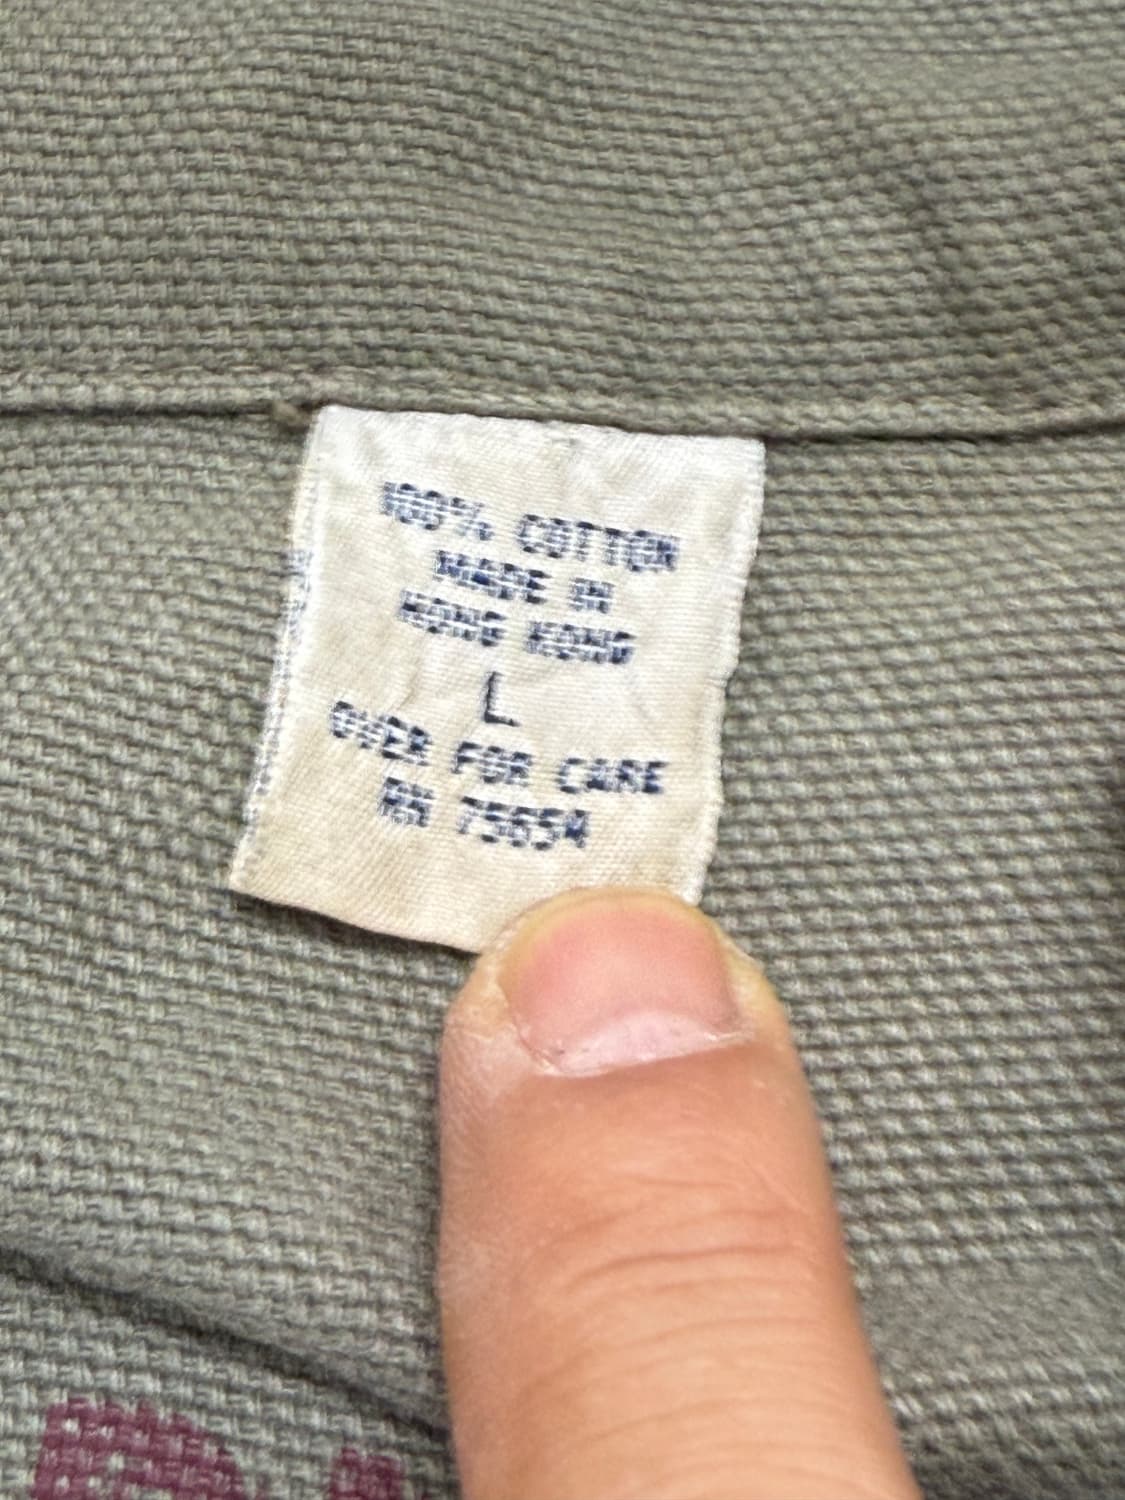 100% COTTON
MADE IN
HONG KONG
L
OVER FOR CARE
RN 75654